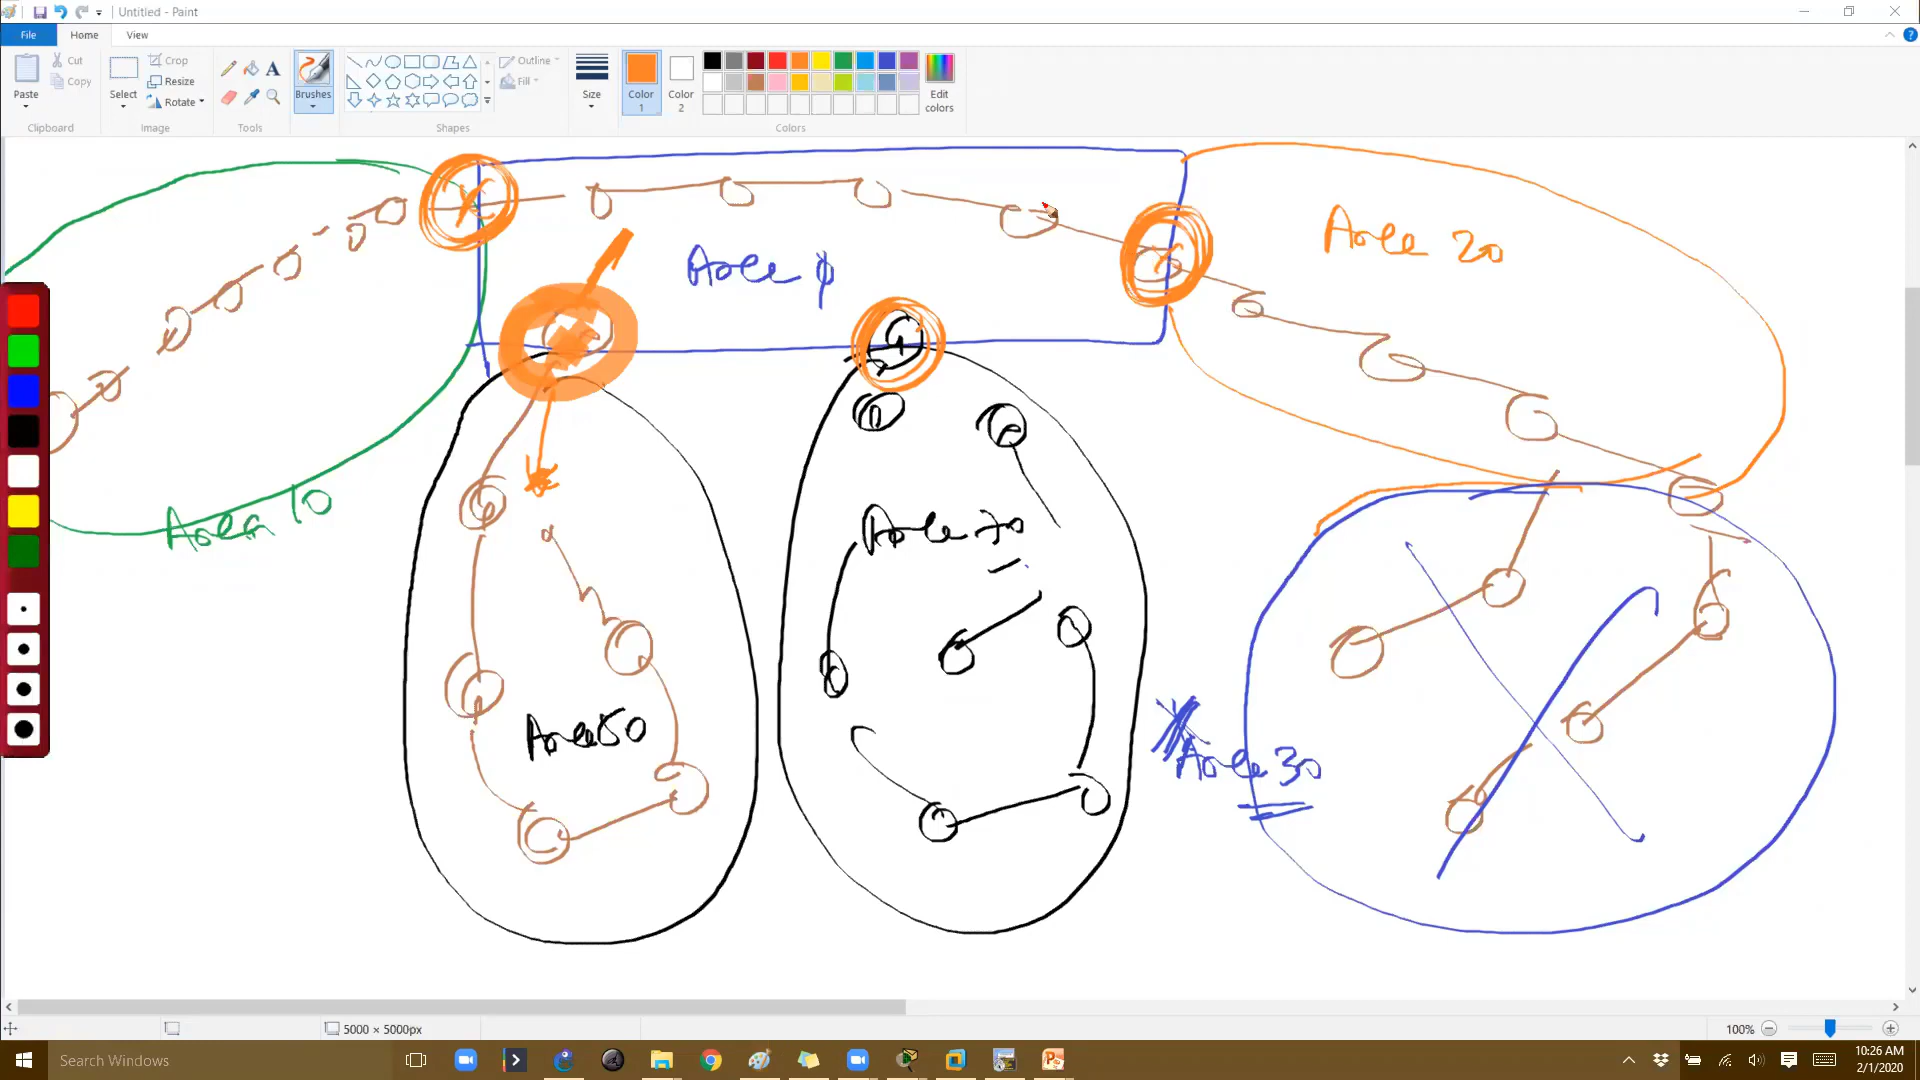 Untitled - Paint
File Home View
Cut
Copy
Paste
Clipboard
Select
Crop
Resize
Rotate
Image
A
Tools
Brushes
Outline
Fill
Shapes
Size
Color 1
Color 2
Edit colors
Colors
Area 0
Area 20
Area 10
Area 50
Area 30
5000 × 5000px
100%
Search Windows
10:26 AM
2/1/2020